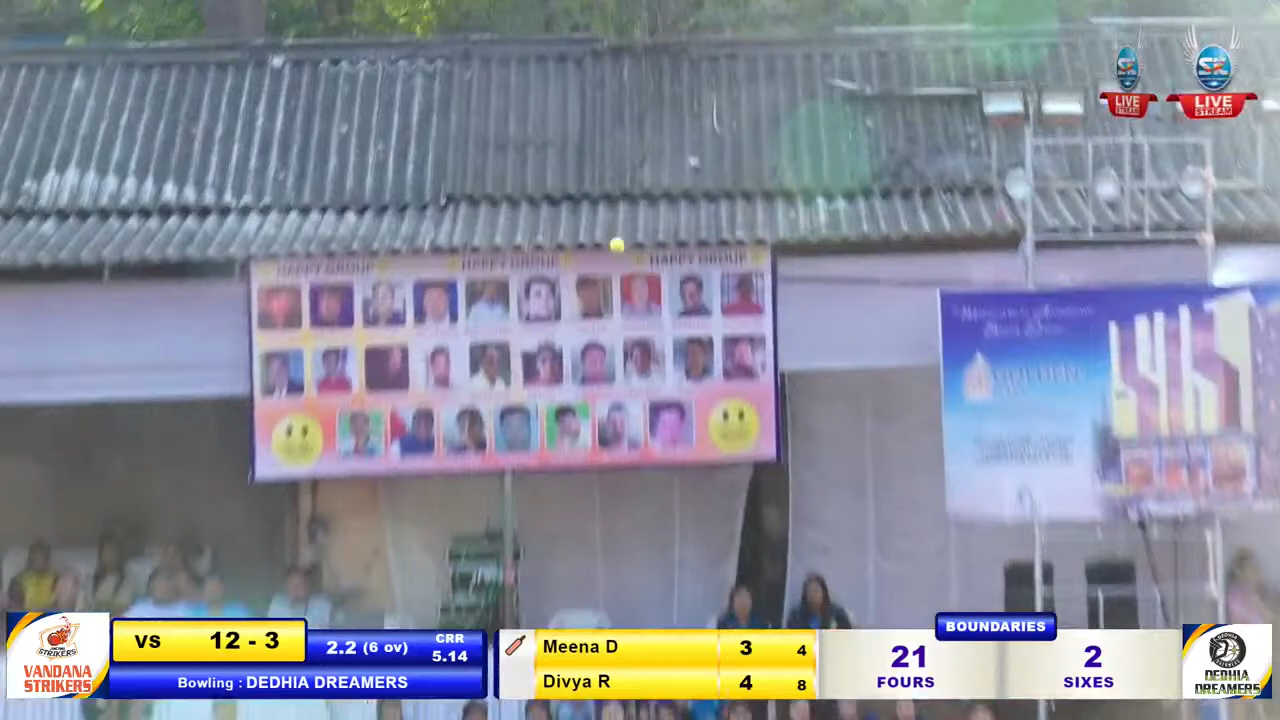 HAPPY GROUP HAPPY GROUP HAPPY GROUP
SK SK
LIVE STREAM LIVE STREAM
VANDANA
STRIKERS
VS 12 - 3
2.2 (6 ov)
CRR
5.14
Bowling : DEDHIA DREAMERS
Meena D 3 4
Divya R 4 8
BOUNDARIES
21
FOURS
2
SIXES
DEDHIA
DREAMERS